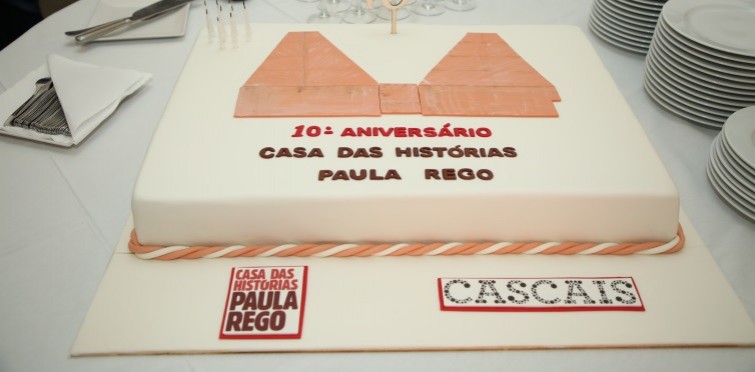 10º ANIVERSÁRIO
CASA DAS HISTÓRIAS
PAULA REGO
CASA DAS
HISTÓRIAS
PAULA
REGO
CASCAIS